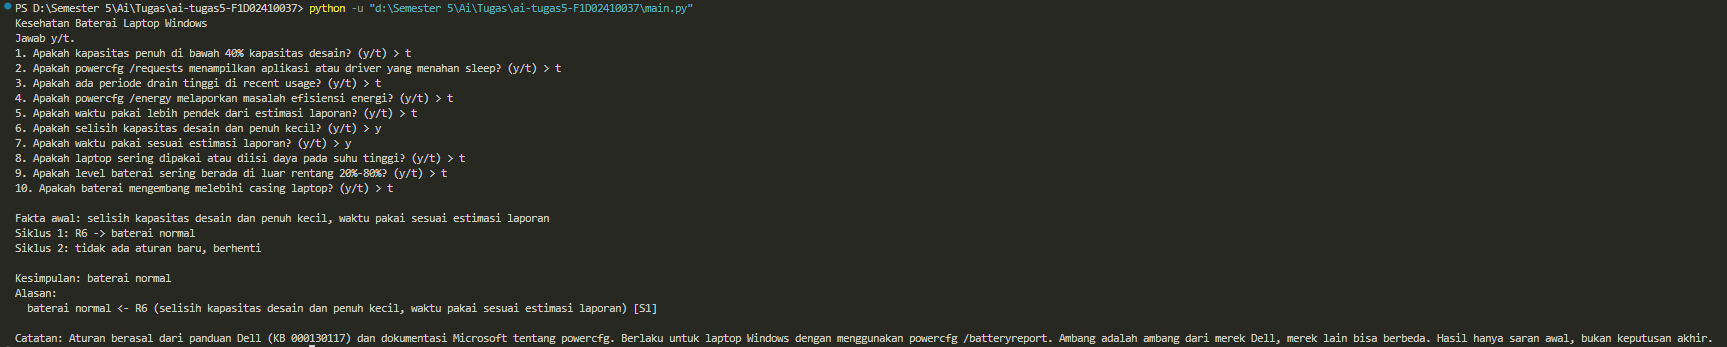 PS D:\Semester 5\Ai\Tugas\ai-tugas5-F1D02410037> python -u "d:\Semester 5\Ai\Tugas\ai-tugas5-F1D02410037\main.py"
Kesehatan Baterai Laptop Windows
Jawab y/t.
1. Apakah kapasitas penuh di bawah 40% kapasitas desain? (y/t) > t
2. Apakah powercfg /requests menampilkan aplikasi atau driver yang menahan sleep? (y/t) > t
3. Apakah ada periode drain tinggi di recent usage? (y/t) > t
4. Apakah powercfg /energy melaporkan masalah efisiensi energi? (y/t) > t
5. Apakah waktu pakai lebih pendek dari estimasi laporan? (y/t) > t
6. Apakah selisih kapasitas desain dan penuh kecil? (y/t) > y
7. Apakah waktu pakai sesuai estimasi laporan? (y/t) > y
8. Apakah laptop sering dipakai atau diisi daya pada suhu tinggi? (y/t) > t
9. Apakah level baterai sering berada di luar rentang 20%-80%? (y/t) > t
10. Apakah baterai mengembang melebihi casing laptop? (y/t) > t

Fakta awal: selisih kapasitas desain dan penuh kecil, waktu pakai sesuai estimasi laporan
Siklus 1: R6 -> baterai normal
Siklus 2: tidak ada aturan baru, berhenti

Kesimpulan: baterai normal
Alasan:
  baterai normal <- R6 (selisih kapasitas desain dan penuh kecil, waktu pakai sesuai estimasi laporan) [S1]

Catatan: Aturan berasal dari panduan Dell (KB 000130117) dan dokumentasi Microsoft tentang powercfg. Berlaku untuk laptop Windows dengan menggunakan powercfg /batteryreport. Ambang adalah ambang dari merek Dell, merek lain bisa berbeda. Hasil hanya saran awal, bukan keputusan akhir.